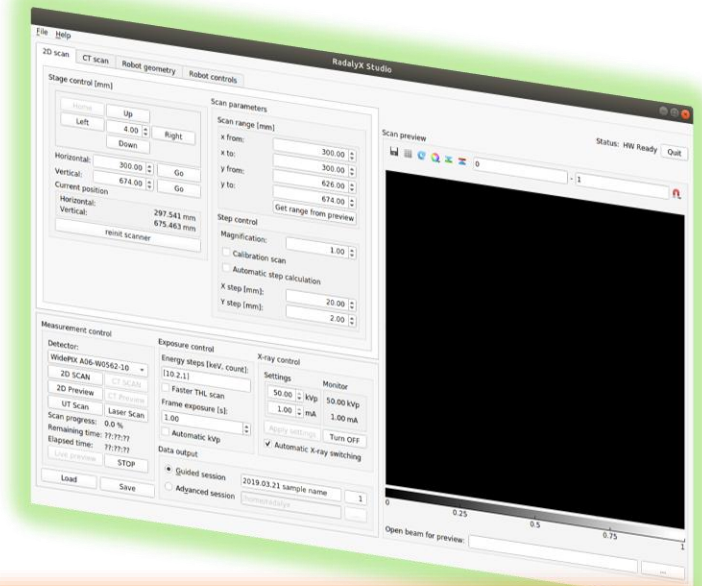 RadalyX Studio
File Help
2D scan CT scan Robot geometry Robot controls
Stage control [mm]
Home Up
Left 4.00 Right
Down
Horizontal: 300.00 Go
Vertical: 674.00 Go
Current position
Horizontal: 297.541 mm
Vertical: 675.463 mm
reinit scanner
Scan parameters
Scan range [mm]
x from: 300.00
x to: 300.00
y from: 626.00
y to: 674.00
Get range from preview
Step control
Magnification: 1.00
Calibration scan
Automatic step calculation
X step [mm]: 20.00
Y step [mm]: 2.00
Measurement control
Detector:
WidePIX A06-W0562-10
2D SCAN CT SCAN
2D Preview CT Preview
UT Scan Laser Scan
Scan progress: 0.0 %
Remaining time: ??:??:??
Elapsed time: ??:??:??
Live preview STOP
Load Save
Exposure control
Energy steps [keV, count]:
[10.2,1]
Faster THL scan
Frame exposure [s]:
1.00
Automatic kVp
X-ray control
Settings Monitor
50.00 kVp 50.00 kVp
1.00 mA 1.00 mA
Apply settings Turn OFF
Automatic X-ray switching
Data output
Guided session 2019.03.21 sample name 1
Advanced session /home/radalyx ...
Status: HW Ready Quit
Scan preview
0 - 1
0 0.25 0.5 0.75 1
Open beam for preview: ...